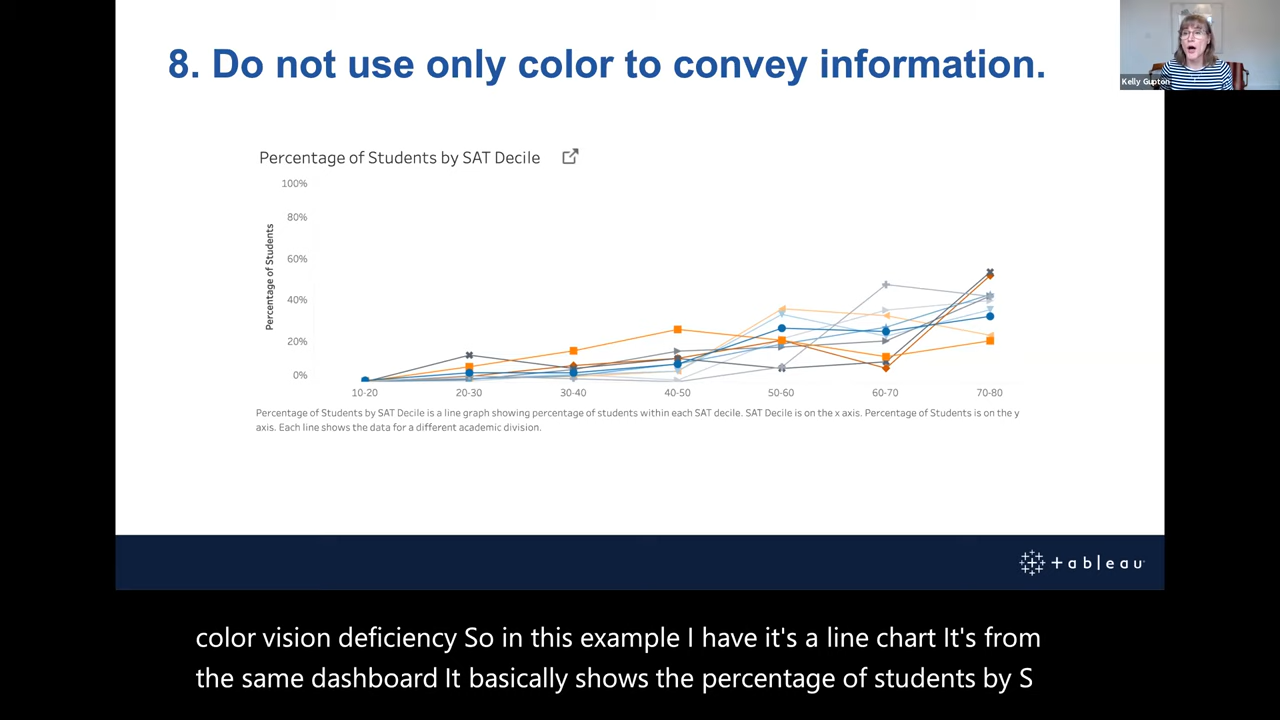 8. Do not use only color to convey information.
Kelly Gupton
Percentage of Students by SAT Decile
100%
80%
60%
40%
20%
0%
Percentage of Students
10-20 20-30 30-40 40-50 50-60 60-70 70-80
Percentage of Students by SAT Decile is a line graph showing percentage of students within each SAT decile. SAT Decile is on the x axis. Percentage of Students is on the y
axis. Each line shows the data for a different academic division.
+ableau
color vision deficiency So in this example I have it's a line chart It's from
the same dashboard It basically shows the percentage of students by S